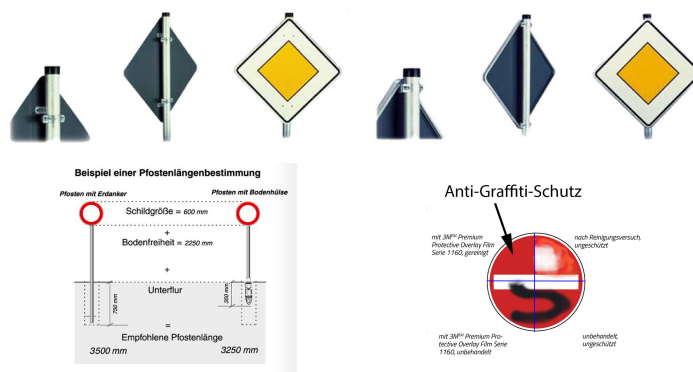 Beispiel einer Pfostenlängenbestimmung
Pfosten mit Erdanker
Pfosten mit Bodenhülse
Schildgröße = 600 mm
+
Bodenfreiheit = 2250 mm
+
Unterflur
750 mm
350 mm
=
Empfohlene Pfostenlänge
3500 mm
3250 mm
Anti-Graffiti-Schutz
mit 3Mᵀᴹ Premium
Protective Overlay Film
Serie 1160, gereinigt
nach Reinigungsversuch,
ungeschützt
mit 3Mᵀᴹ Premium Pro-
tective Overlay Film Serie
1160, unbehandelt
unbehandelt,
ungeschützt